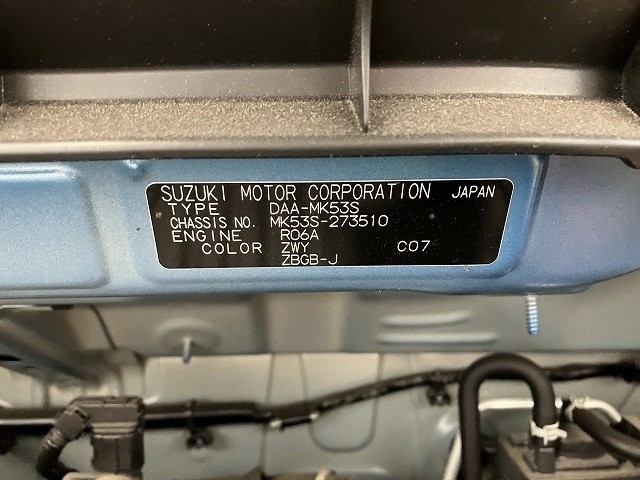 SUZUKI MOTOR CORPORATION JAPAN
TYPE DAA-MK53S
CHASSIS NO. MK53S-273510
ENGINE R06A
COLOR ZWY C07
ZBGB-J